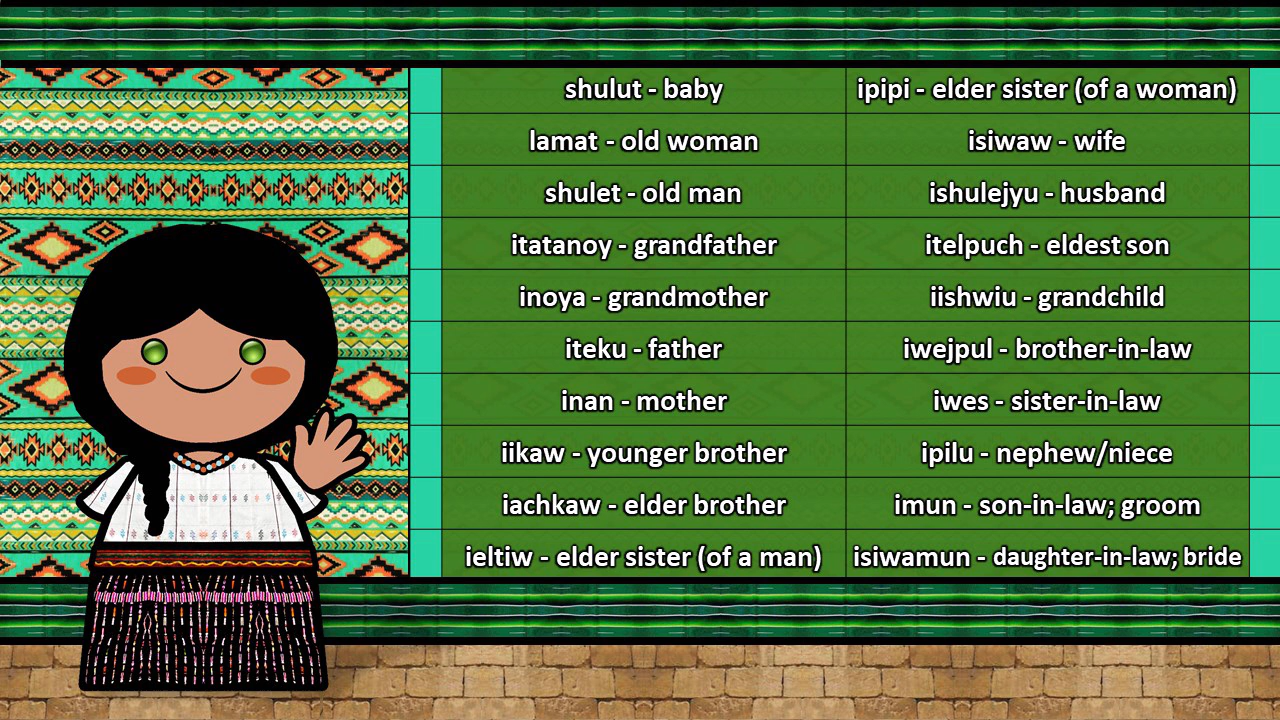 shulut - baby
lamat - old woman
shulet - old man
itatanoy - grandfather
inoya - grandmother
iteku - father
inan - mother
iikaw - younger brother
iachkaw - elder brother
ieltiw - elder sister (of a man)
ipipi - elder sister (of a woman)
isiwaw - wife
ishulejyu - husband
itelpuch - eldest son
iishwiu - grandchild
iwejpul - brother-in-law
iwes - sister-in-law
ipilu - nephew/niece
imun - son-in-law; groom
isiwamun - daughter-in-law; bride